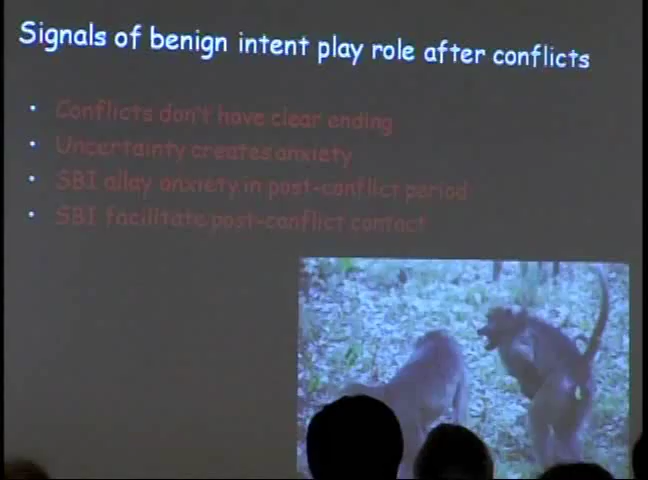 Signals of benign intent play role after conflicts
• Conflicts don't have clear ending
• Uncertainty creates anxiety
• SBI allay anxiety in post-conflict period
• SBI facilitate post-conflict contact